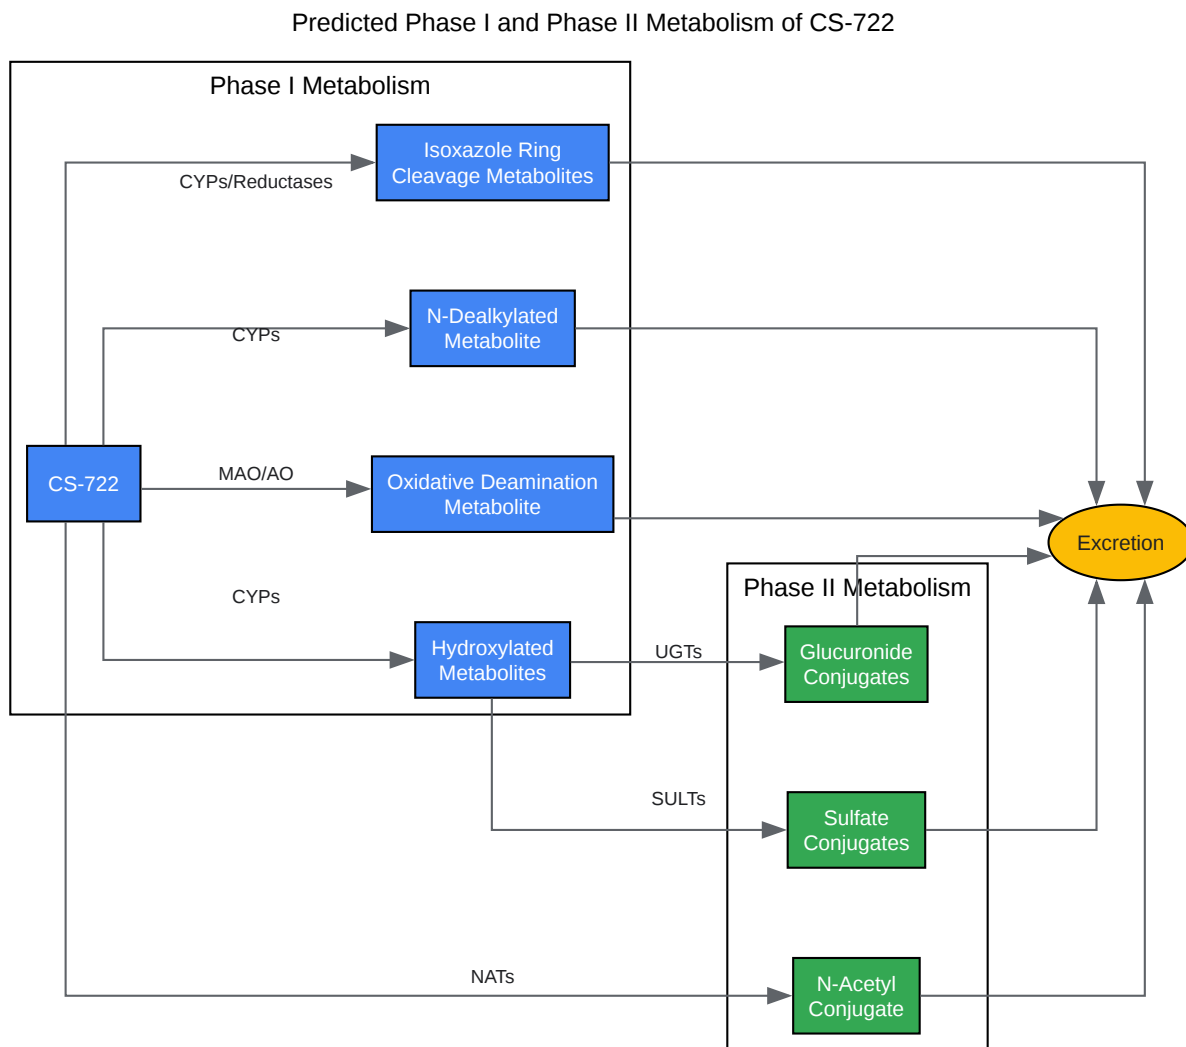 Predicted Phase I and Phase II Metabolism of CS-722
Phase I Metabolism
Isoxazole Ring
Cleavage Metabolites
CYPs/Reductases
N-Dealkylated
Metabolite
CYPs
CS-722
MAO/AO
Oxidative Deamination
Metabolite
Excretion
Phase II Metabolism
CYPs
Hydroxylated
Metabolites
UGTs
Glucuronide
Conjugates
SULTs
Sulfate
Conjugates
NATs
N-Acetyl
Conjugate